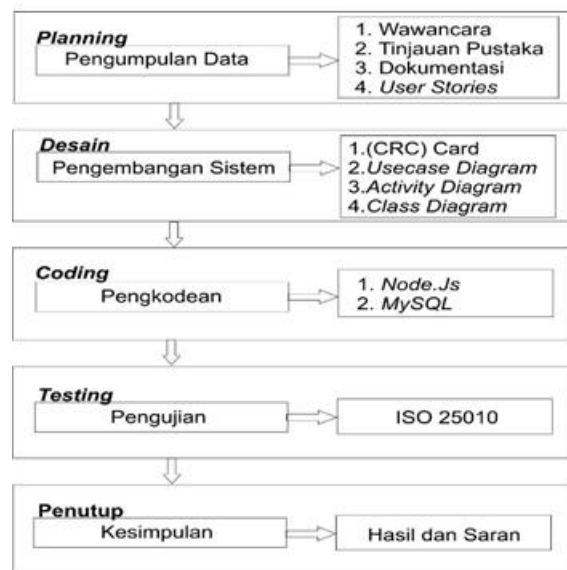 Planning
Pengumpulan Data
1. Wawancara
2. Tinjauan Pustaka
3. Dokumentasi
4. User Stories
Desain
Pengembangan Sistem
1.(CRC) Card
2.Usecase Diagram
3.Activity Diagram
4.Class Diagram
Coding
Pengkodean
1. Node.Js
2. MySQL
Testing
Pengujian
ISO 25010
Penutup
Kesimpulan
Hasil dan Saran